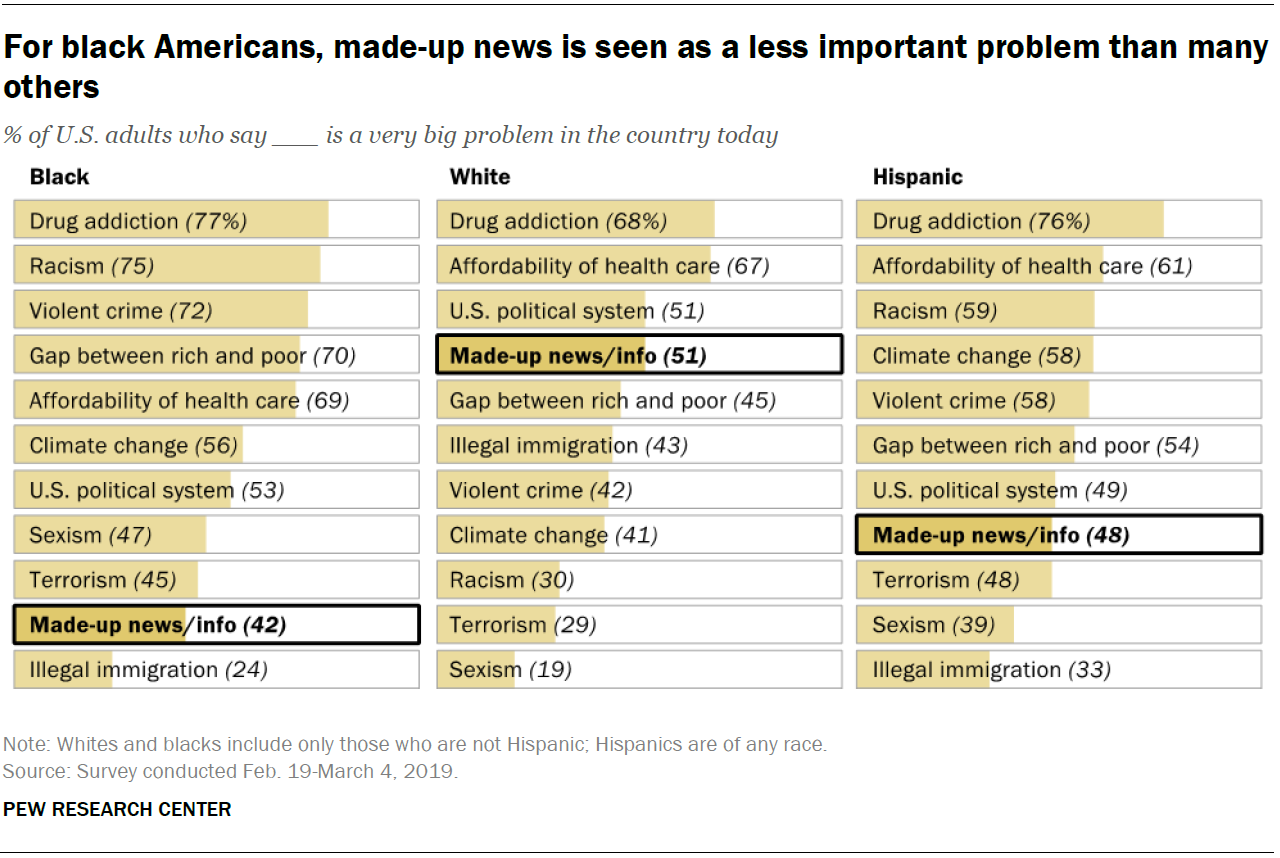 For black Americans, made-up news is seen as a less important problem than many
others
% of U.S. adults who say ___ is a very big problem in the country today
Black
Drug addiction (77%)
Racism (75)
Violent crime (72)
Gap between rich and poor (70)
Affordability of health care (69)
Climate change (56)
U.S. political system (53)
Sexism (47)
Terrorism (45)
Made-up news/info (42)
Illegal immigration (24)
White
Drug addiction (68%)
Affordability of health care (67)
U.S. political system (51)
Made-up news/info (51)
Gap between rich and poor (45)
Illegal immigration (43)
Violent crime (42)
Climate change (41)
Racism (30)
Terrorism (29)
Sexism (19)
Hispanic
Drug addiction (76%)
Affordability of health care (61)
Racism (59)
Climate change (58)
Violent crime (58)
Gap between rich and poor (54)
U.S. political system (49)
Made-up news/info (48)
Terrorism (48)
Sexism (39)
Illegal immigration (33)
Note: Whites and blacks include only those who are not Hispanic; Hispanics are of any race.
Source: Survey conducted Feb. 19-March 4, 2019.
PEW RESEARCH CENTER